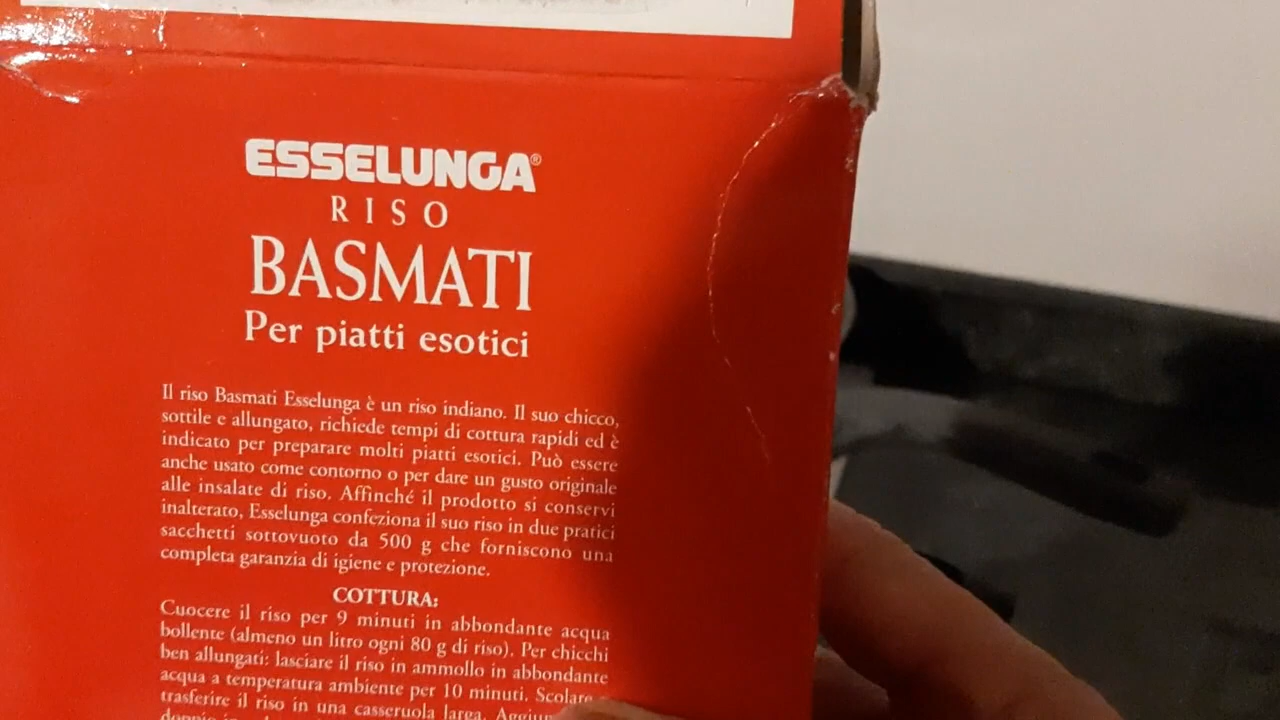 ESSELUNGA®
RISO
BASMATI
Per piatti esotici
Il riso Basmati Esselunga è un riso indiano. Il suo chicco,
sottile e allungato, richiede tempi di cottura rapidi ed è
indicato per preparare molti piatti esotici. Può essere
anche usato come contorno o per dare un gusto originale
alle insalate di riso. Affinché il prodotto si conservi
inalterato, Esselunga confeziona il suo riso in due pratici
sacchetti sottovuoto da 500 g che forniscono una
completa garanzia di igiene e protezione.
COTTURA:
Cuocere il riso per 9 minuti in abbondante acqua
bollente (almeno un litro ogni 80 g di riso). Per chicchi
ben allungati: lasciare il riso in ammollo in abbondante
acqua a temperatura ambiente per 10 minuti. Scolare
trasferire il riso in una casseruola larga.